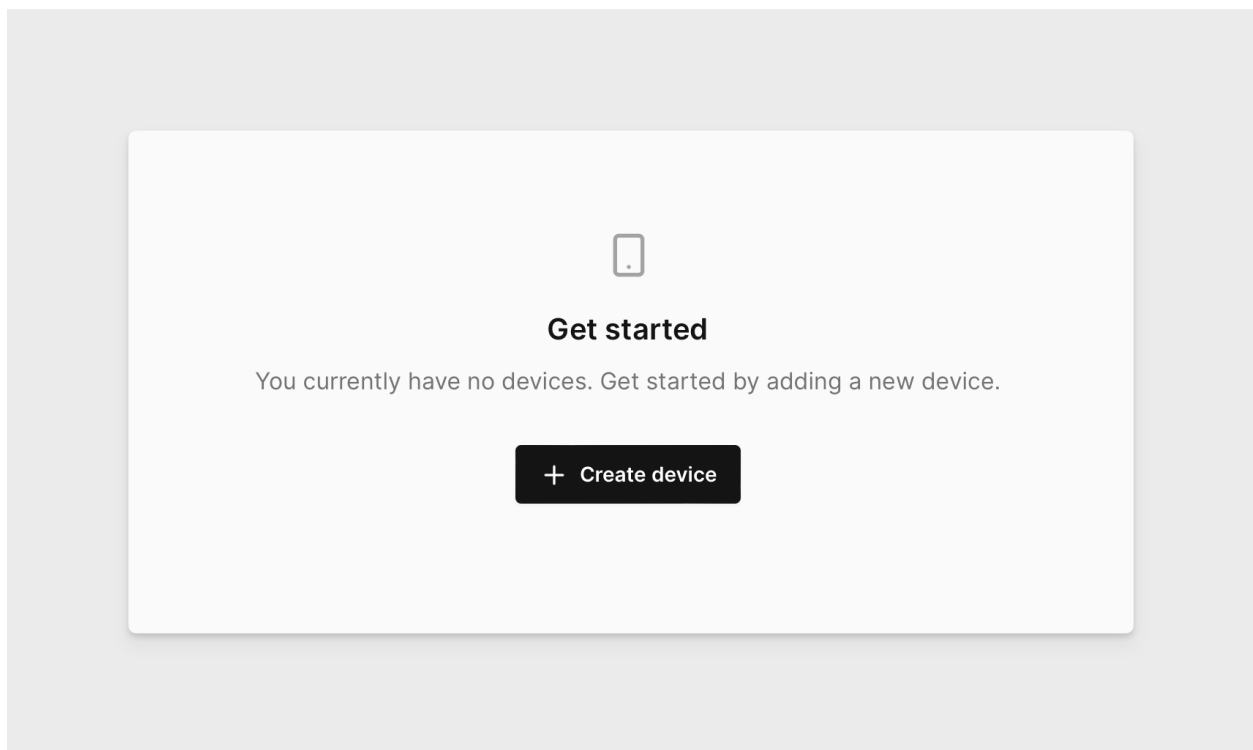 Get started
You currently have no devices. Get started by adding a new device.
Create device